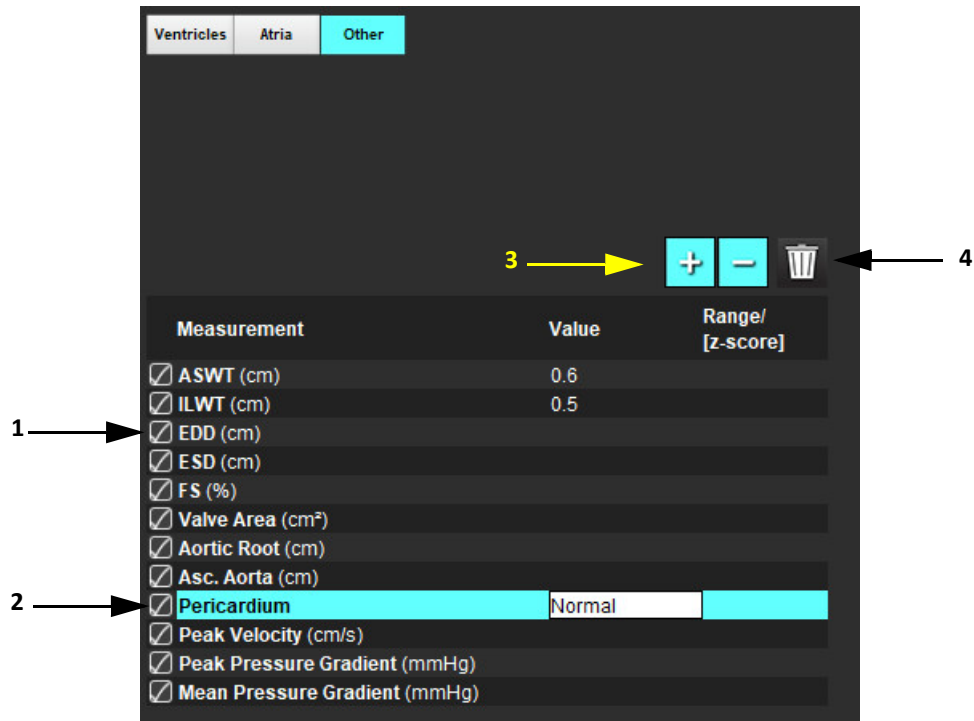 Ventricles Atria Other
3 + − 4
Measurement Value Range/
[z-score]
ASWT (cm) 0.6
ILWT (cm) 0.5
1 EDD (cm)
ESD (cm)
FS (%)
Valve Area (cm²)
Aortic Root (cm)
Asc. Aorta (cm)
2 Pericardium Normal
Peak Velocity (cm/s)
Peak Pressure Gradient (mmHg)
Mean Pressure Gradient (mmHg)